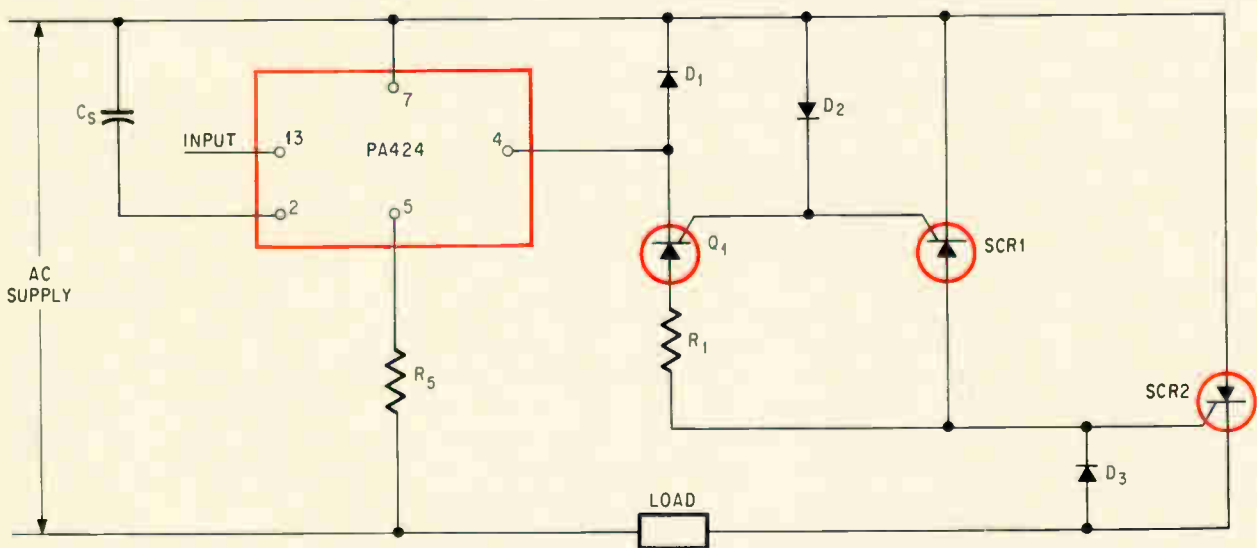 AC
SUPPLY
C_S
INPUT
13
2
7
PA424
5
4
R_5
D_1
D_2
Q_1
R_1
SCR1
SCR2
D_3
LOAD